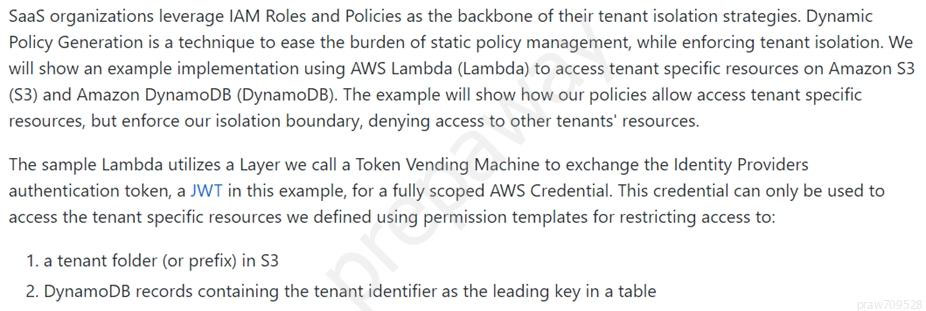 SaaS organizations leverage IAM Roles and Policies as the backbone of their tenant isolation strategies. Dynamic
Policy Generation is a technique to ease the burden of static policy management, while enforcing tenant isolation. We
will show an example implementation using AWS Lambda (Lambda) to access tenant specific resources on Amazon S3
(S3) and Amazon DynamoDB (DynamoDB). The example will show how our policies allow access tenant specific
resources, but enforce our isolation boundary, denying access to other tenants' resources.
The sample Lambda utilizes a Layer we call a Token Vending Machine to exchange the Identity Providers
authentication token, a JWT in this example, for a fully scoped AWS Credential. This credential can only be used to
access the tenant specific resources we defined using permission templates for restricting access to:
1. a tenant folder (or prefix) in S3
2. DynamoDB records containing the tenant identifier as the leading key in a table
prepaway
praw709528